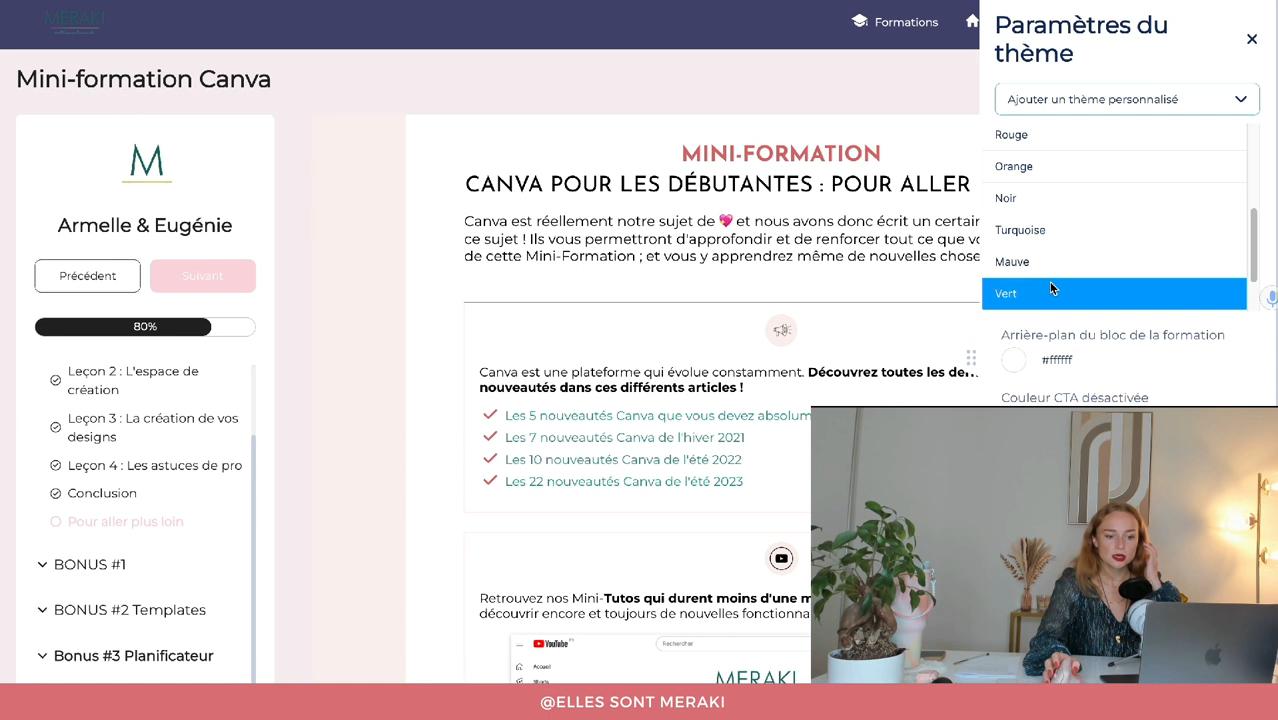 MERAKI
Formations
Paramètres du
thème
Mini-formation Canva
Ajouter un thème personnalisé
Rouge
Orange
Noir
Turquoise
Mauve
Vert
Arrière-plan du bloc de la formation
#ffffff
Couleur CTA désactivée
M
Armelle & Eugénie
Précédent
Suivant
80%
Leçon 2 : L'espace de
création
Leçon 3 : La création de vos
designs
Leçon 4 : Les astuces de pro
Conclusion
Pour aller plus loin
BONUS #1
BONUS #2 Templates
Bonus #3 Planificateur
MINI-FORMATION
CANVA POUR LES DÉBUTANTES : POUR ALLER
Canva est réellement notre sujet de 💖 et nous avons donc écrit un certain
ce sujet ! Ils vous permettront d'approfondir et de renforcer tout ce que
de cette Mini-Formation ; et vous y apprendrez même de nouvelles chose
Canva est une plateforme qui évolue constamment. Découvrez toutes les
nouveautés dans ces différents articles !
Les 5 nouveautés Canva que vous devez absolum
Les 7 nouveautés Canva de l'hiver 2021
Les 10 nouveautés Canva de l'été 2022
Les 22 nouveautés Canva de l'été 2023
Retrouvez nos Mini-Tutos qui durent moins d'une m
découvrir encore et toujours de nouvelles fonctionna
YouTube
Rechercher
Accueil
MERAKI
@ELLES SONT MERAKI